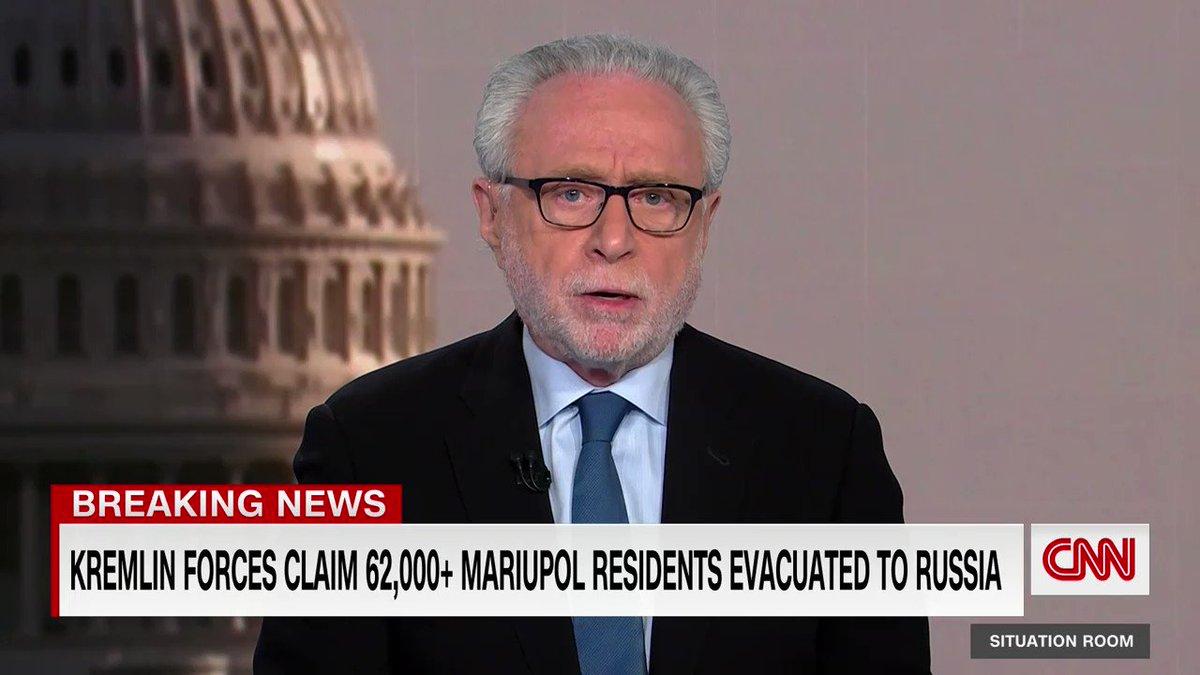 BREAKING NEWS
KREMLIN FORCES CLAIM 62,000+ MARIUPOL RESIDENTS EVACUATED TO RUSSIA
CNN
SITUATION ROOM